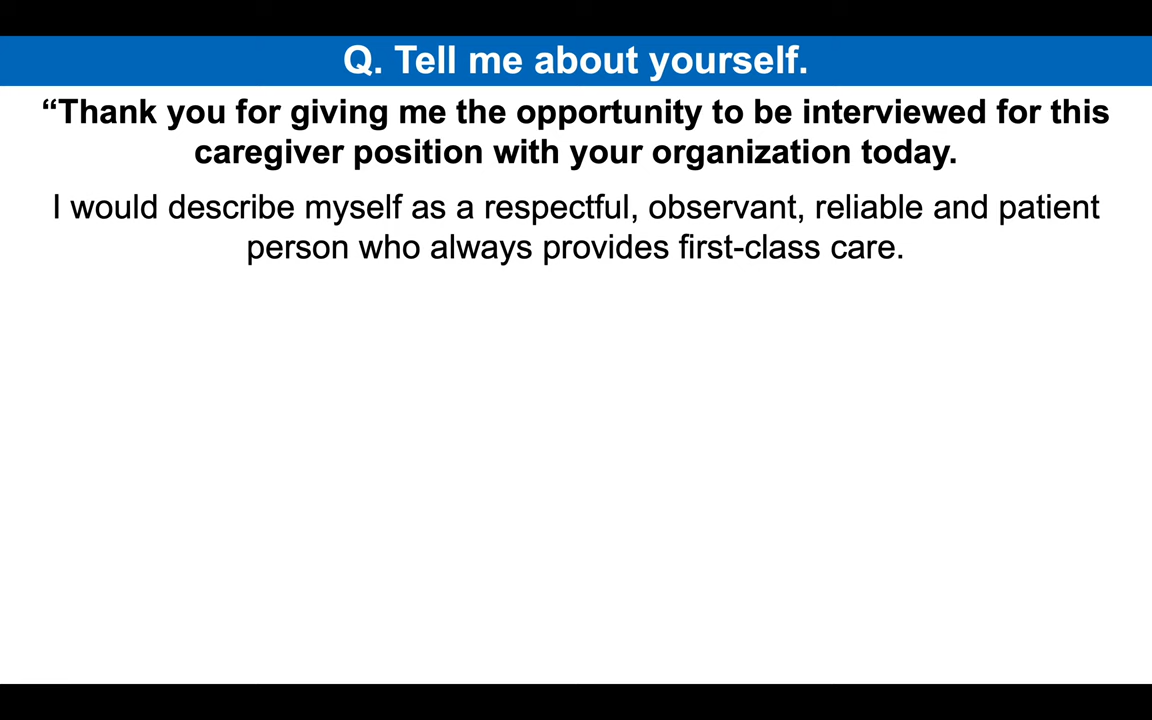 Q. Tell me about yourself.
“Thank you for giving me the opportunity to be interviewed for this
caregiver position with your organization today.
I would describe myself as a respectful, observant, reliable and patient
person who always provides first-class care.